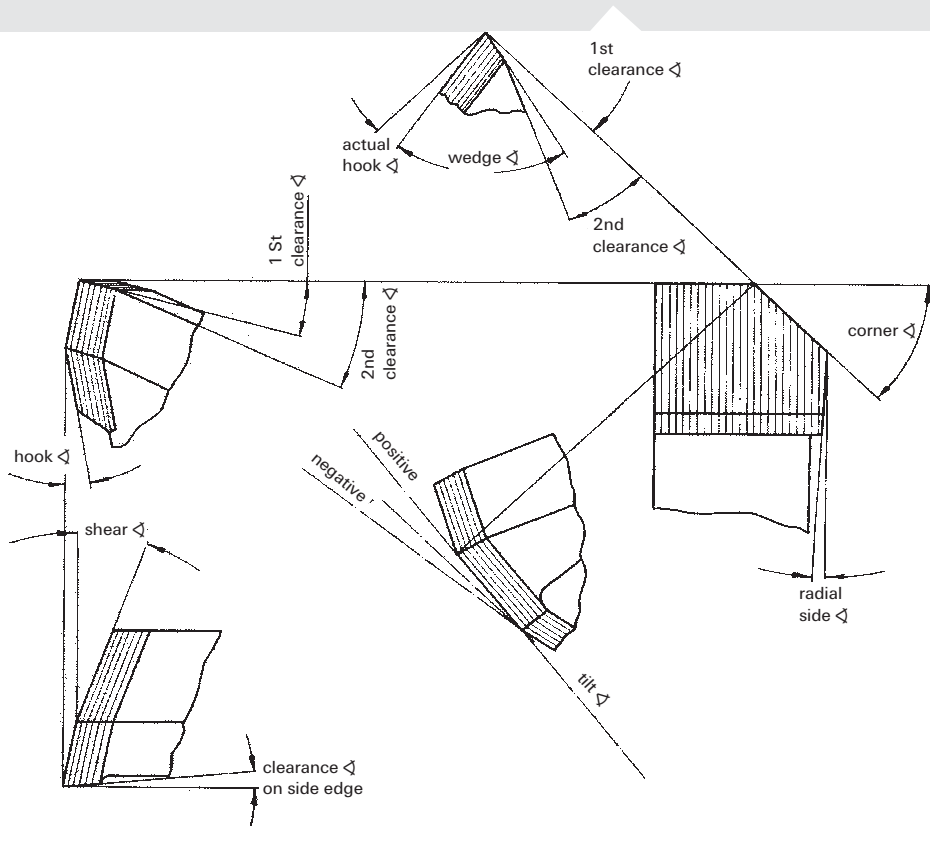 1st
clearance ∢
actual
hook ∢
wedge ∢
2nd
clearance ∢
1 St
clearance ∢
2nd
clearance ∢
corner ∢
positive
negative
hook ∢
shear ∢
radial
side ∢
tilt ∢
clearance ∢
on side edge